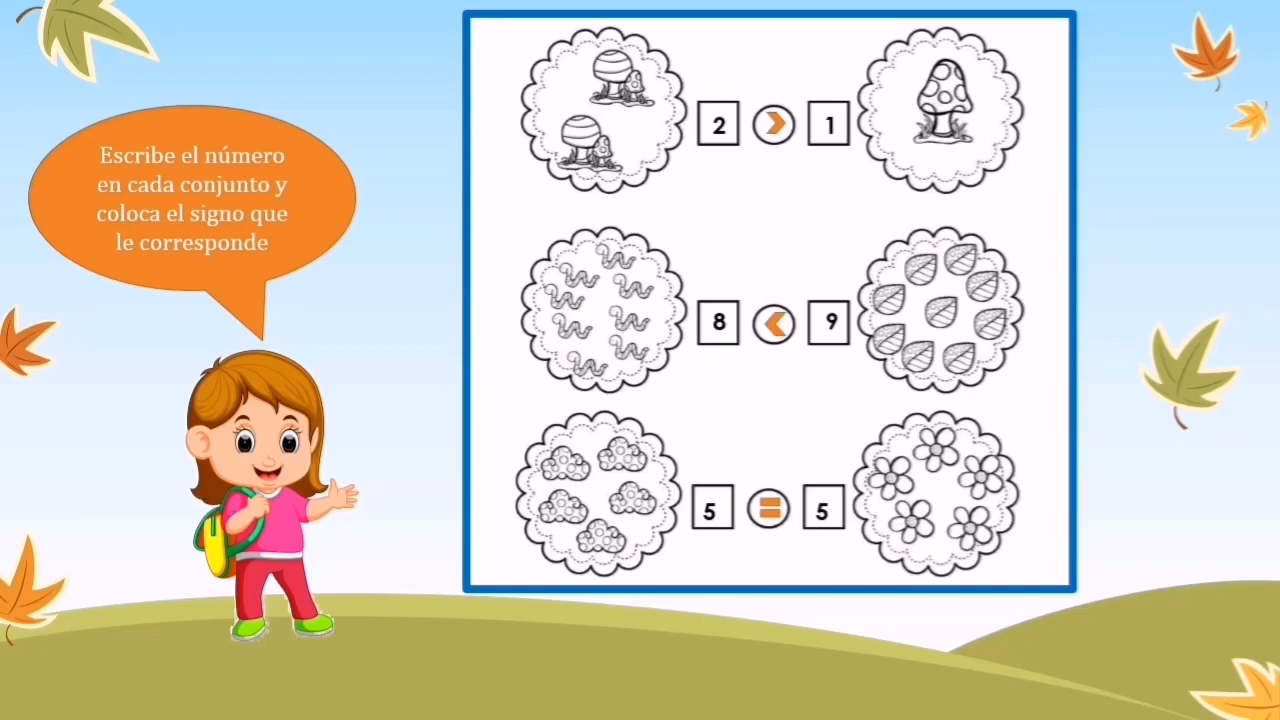 Escribe el número
en cada conjunto y
coloca el signo que
le corresponde
2 > 1
8 < 9
5 = 5